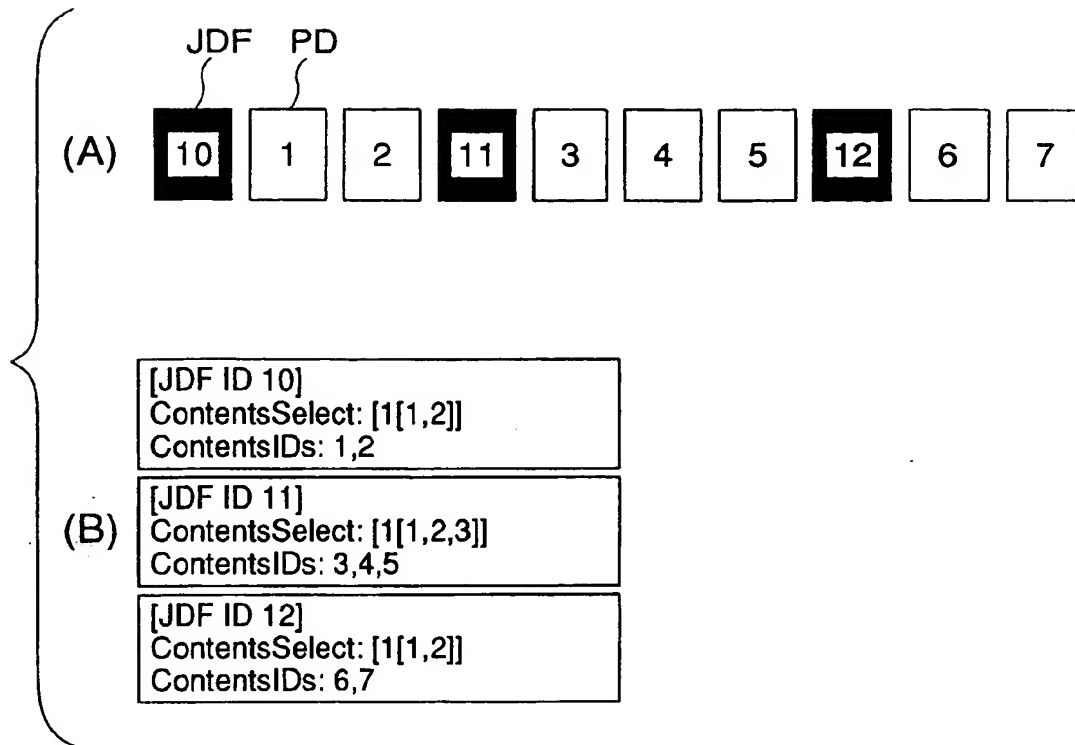 JDF PD
(A) 10 1 2 11 3 4 5 12 6 7
[JDF ID 10]
ContentsSelect: [1[1,2]]
ContentsIDs: 1,2
(B)
[JDF ID 11]
ContentsSelect: [1[1,2,3]]
ContentsIDs: 3,4,5
[JDF ID 12]
ContentsSelect: [1[1,2]]
ContentsIDs: 6,7